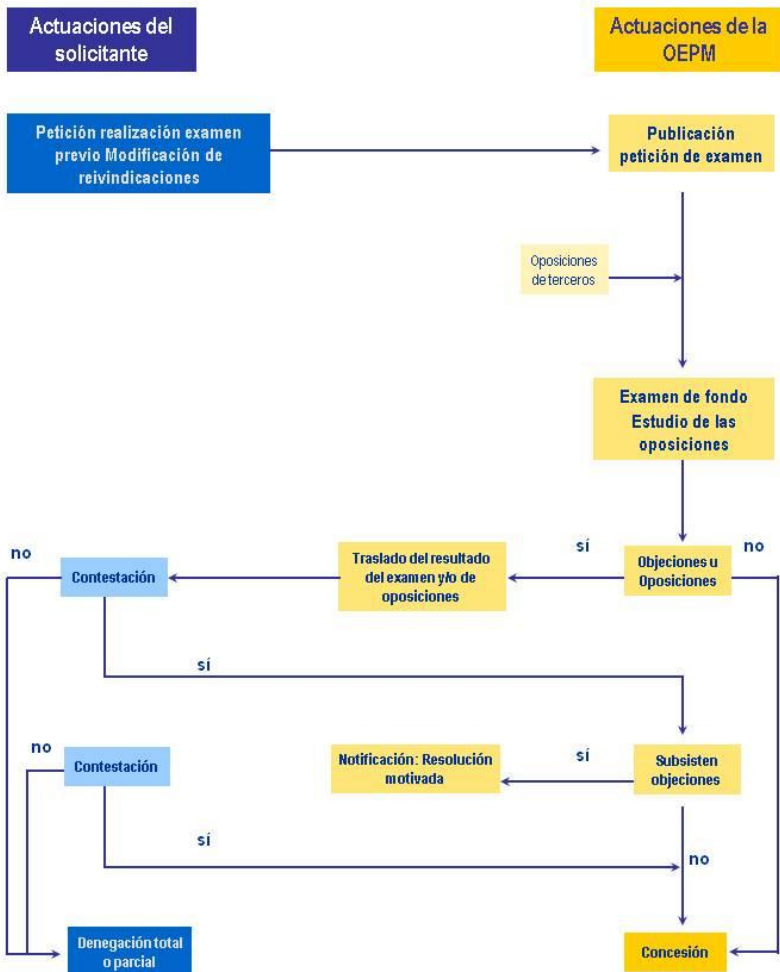 Actuaciones del
solicitante
Actuaciones de la
OEPM
Petición realización examen
previo Modificación de
reivindicaciones
Publicación
petición de examen
Oposiciones
de terceros
Examen de fondo
Estudio de las
oposiciones
no
Contestación
Traslado del resultado
del examen y/o de
oposiciones
sí
Objeciones u
Oposiciones
no
sí
no
Contestación
Notificación: Resolución
motivada
sí
Subsisten
objeciones
sí
no
Denegación total
o parcial
Concesión